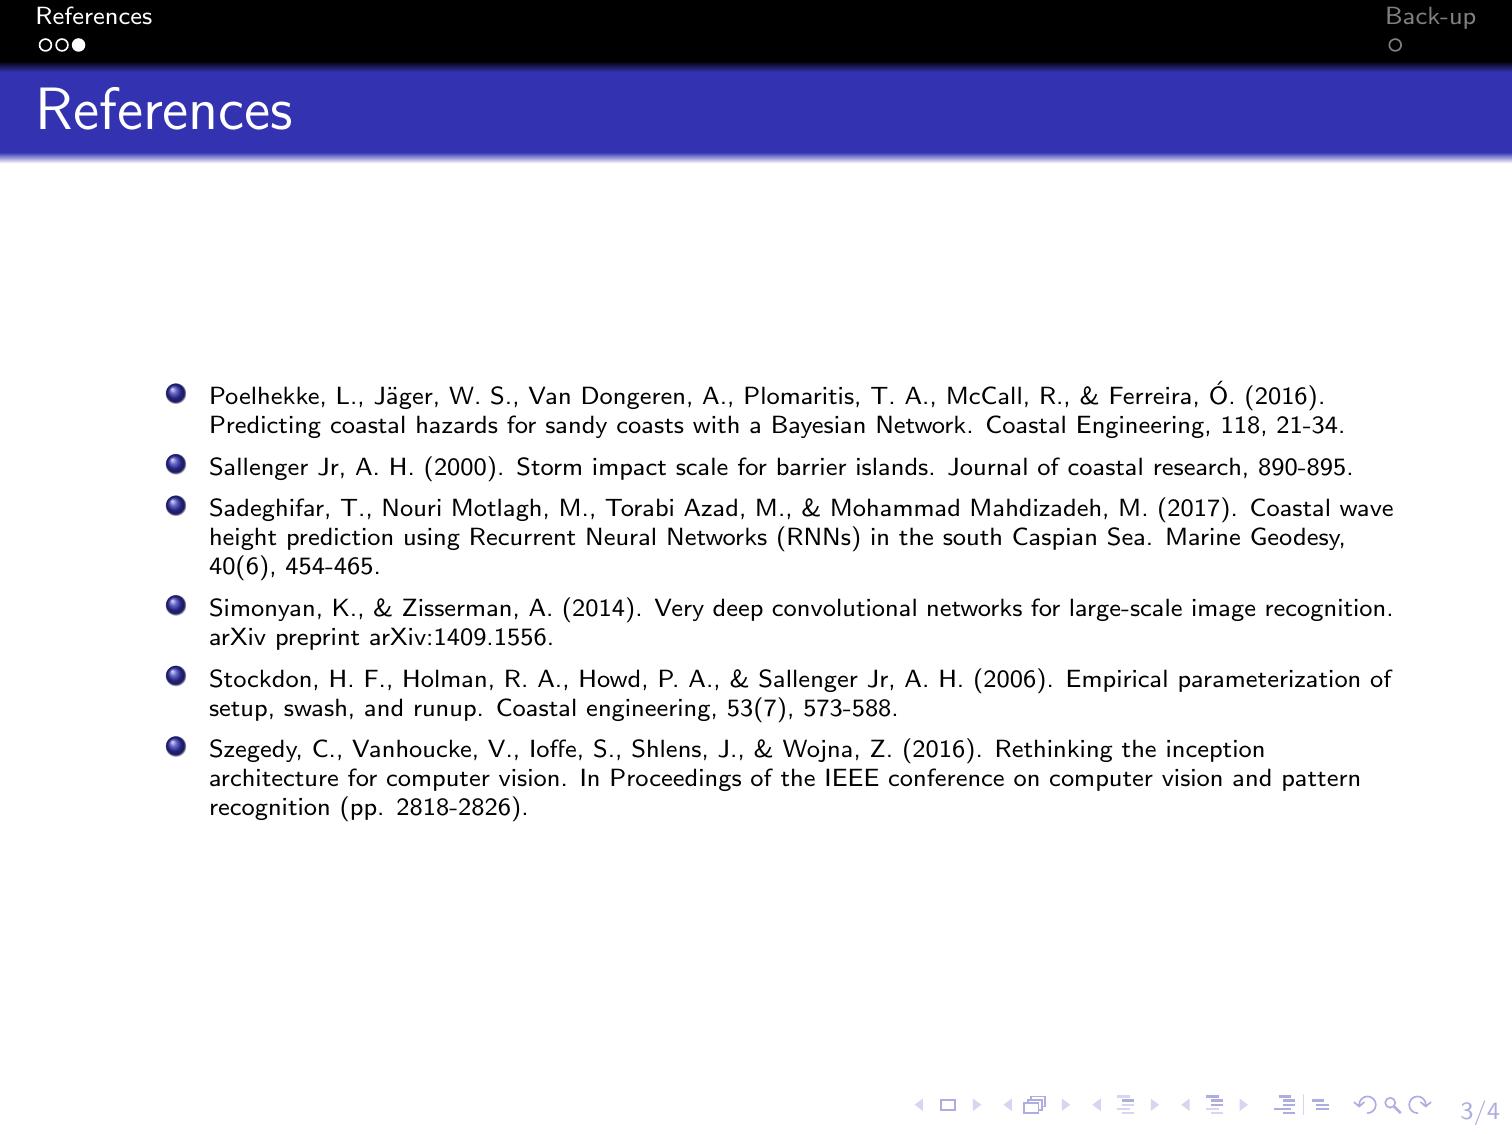 References
Back-up
References
Poelhekke, L., Jäger, W. S., Van Dongeren, A., Plomaritis, T. A., McCall, R., & Ferreira, Ó. (2016).
Predicting coastal hazards for sandy coasts with a Bayesian Network. Coastal Engineering, 118, 21-34.
Sallenger Jr, A. H. (2000). Storm impact scale for barrier islands. Journal of coastal research, 890-895.
Sadeghifar, T., Nouri Motlagh, M., Torabi Azad, M., & Mohammad Mahdizadeh, M. (2017). Coastal wave
height prediction using Recurrent Neural Networks (RNNs) in the south Caspian Sea. Marine Geodesy,
40(6), 454-465.
Simonyan, K., & Zisserman, A. (2014). Very deep convolutional networks for large-scale image recognition.
arXiv preprint arXiv:1409.1556.
Stockdon, H. F., Holman, R. A., Howd, P. A., & Sallenger Jr, A. H. (2006). Empirical parameterization of
setup, swash, and runup. Coastal engineering, 53(7), 573-588.
Szegedy, C., Vanhoucke, V., Ioffe, S., Shlens, J., & Wojna, Z. (2016). Rethinking the inception
architecture for computer vision. In Proceedings of the IEEE conference on computer vision and pattern
recognition (pp. 2818-2826).
3/4